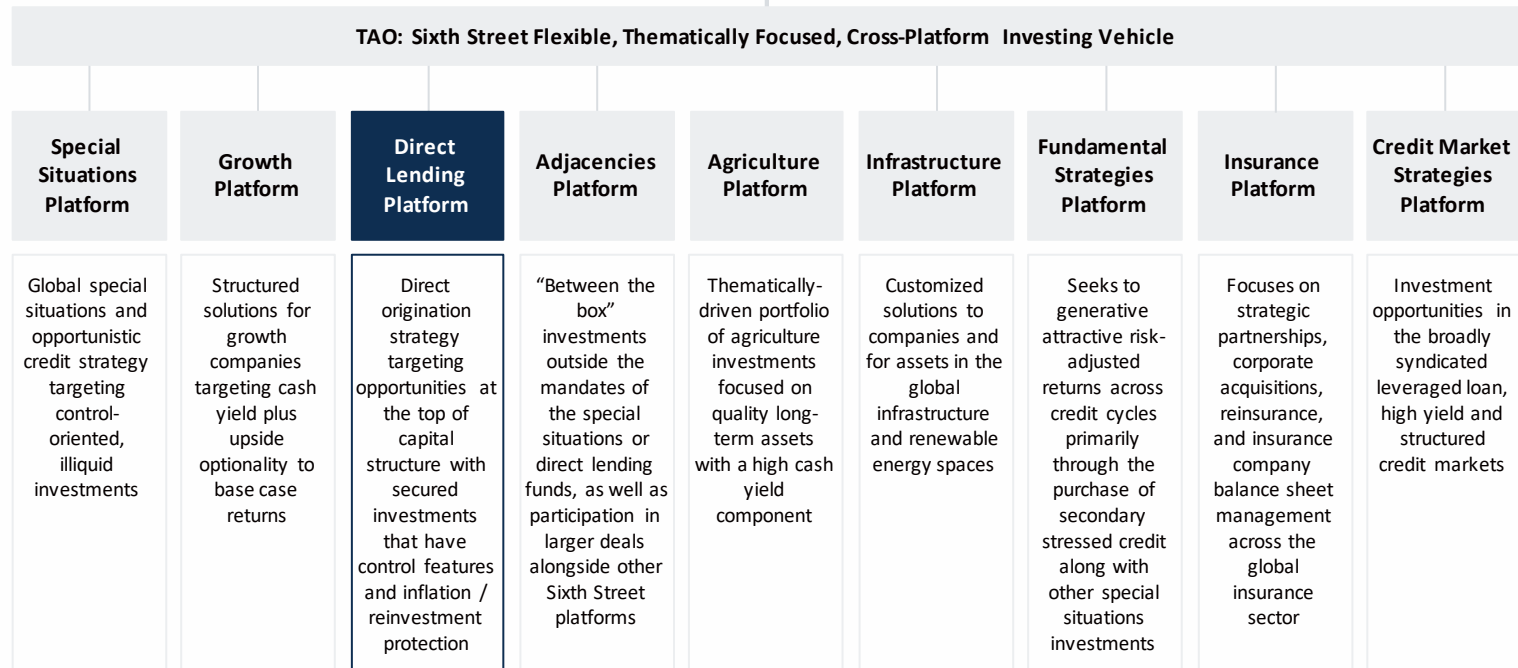 TAO: Sixth Street Flexible, Thematically Focused, Cross-Platform Investing Vehicle
Special
Situations
Platform
Growth
Platform
Direct
Lending
Platform
Adjacencies
Platform
Agriculture
Platform
Infrastructure
Platform
Fundamental
Strategies
Platform
Insurance
Platform
Credit Market
Strategies
Platform
Global special
situations and
opportunistic
credit strategy
targeting
control-
oriented,
illiquid
investments
Structured
solutions for
growth
companies
targeting cash
yield plus
upside
optionality to
base case
returns
Direct
origination
strategy
targeting
opportunities at
the top of
capital
structure with
secured
investments
that have
control features
and inflation /
reinvestment
protection
“Between the
box”
investments
outside the
mandates of
the special
situations or
direct lending
funds, as well as
participation in
larger deals
alongside other
Sixth Street
platforms
Thematically-
driven portfolio
of agriculture
investments
focused on
quality long-
term assets
with a high cash
yield
component
Customized
solutions to
companies and
for assets in the
global
infrastructure
and renewable
energy spaces
Seeks to
generative
attractive risk-
adjusted
returns across
credit cycles
primarily
through the
purchase of
secondary
stressed credit
along with
other special
situations
investments
Focuses on
strategic
partnerships,
corporate
acquisitions,
reinsurance,
and insurance
company
balance sheet
management
across the
global
insurance
sector
Investment
opportunities in
the broadly
syndicated
leveraged loan,
high yield and
structured
credit markets